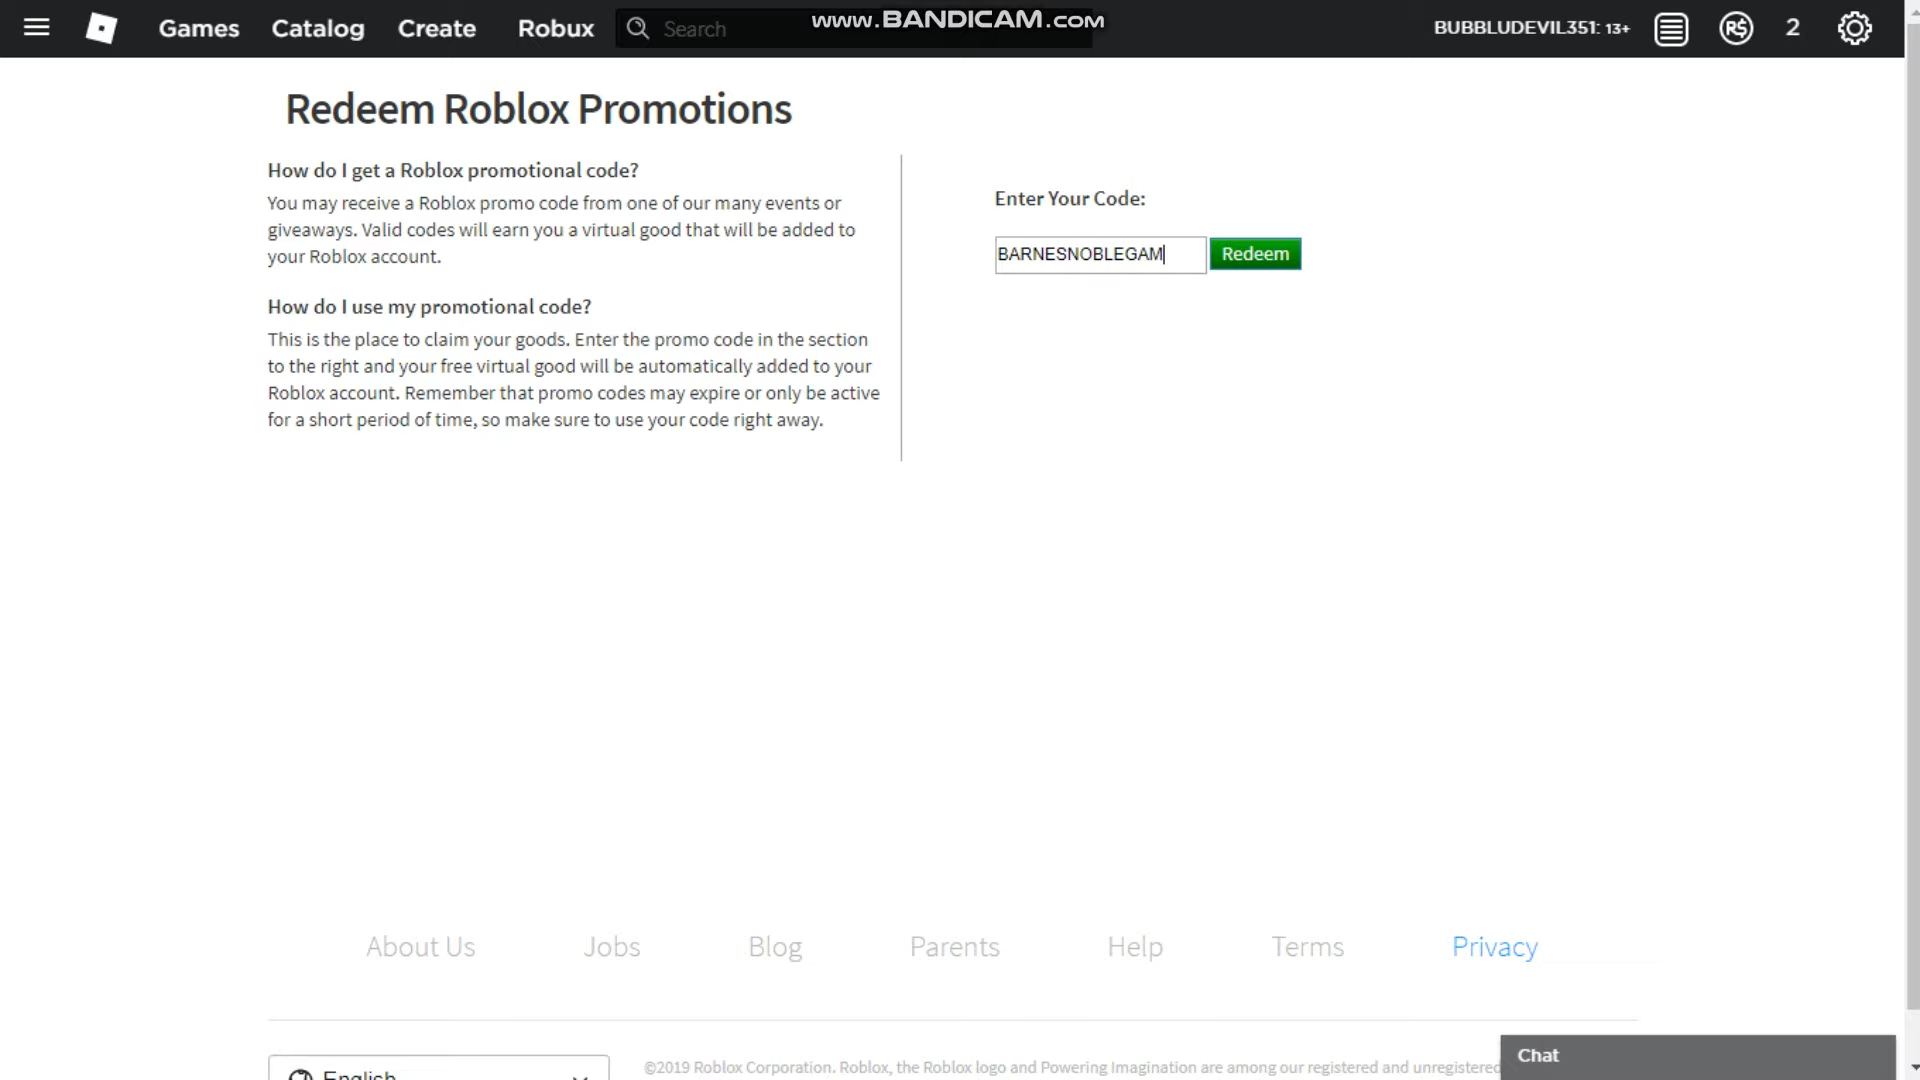 Games Catalog Create Robux Search www.BANDICAM.com BUBBLUDEVIL351: 13+ 2
Redeem Roblox Promotions
How do I get a Roblox promotional code?
You may receive a Roblox promo code from one of our many events or
giveaways. Valid codes will earn you a virtual good that will be added to
your Roblox account.
How do I use my promotional code?
This is the place to claim your goods. Enter the promo code in the section
to the right and your free virtual good will be automatically added to your
Roblox account. Remember that promo codes may expire or only be active
for a short period of time, so make sure to use your code right away.
Enter Your Code:
BARNESNOBLEGAM Redeem
About Us Jobs Blog Parents Help Terms Privacy
English
©2019 Roblox Corporation. Roblox, the Roblox logo and Powering Imagination are among our registered and unregistered
Chat